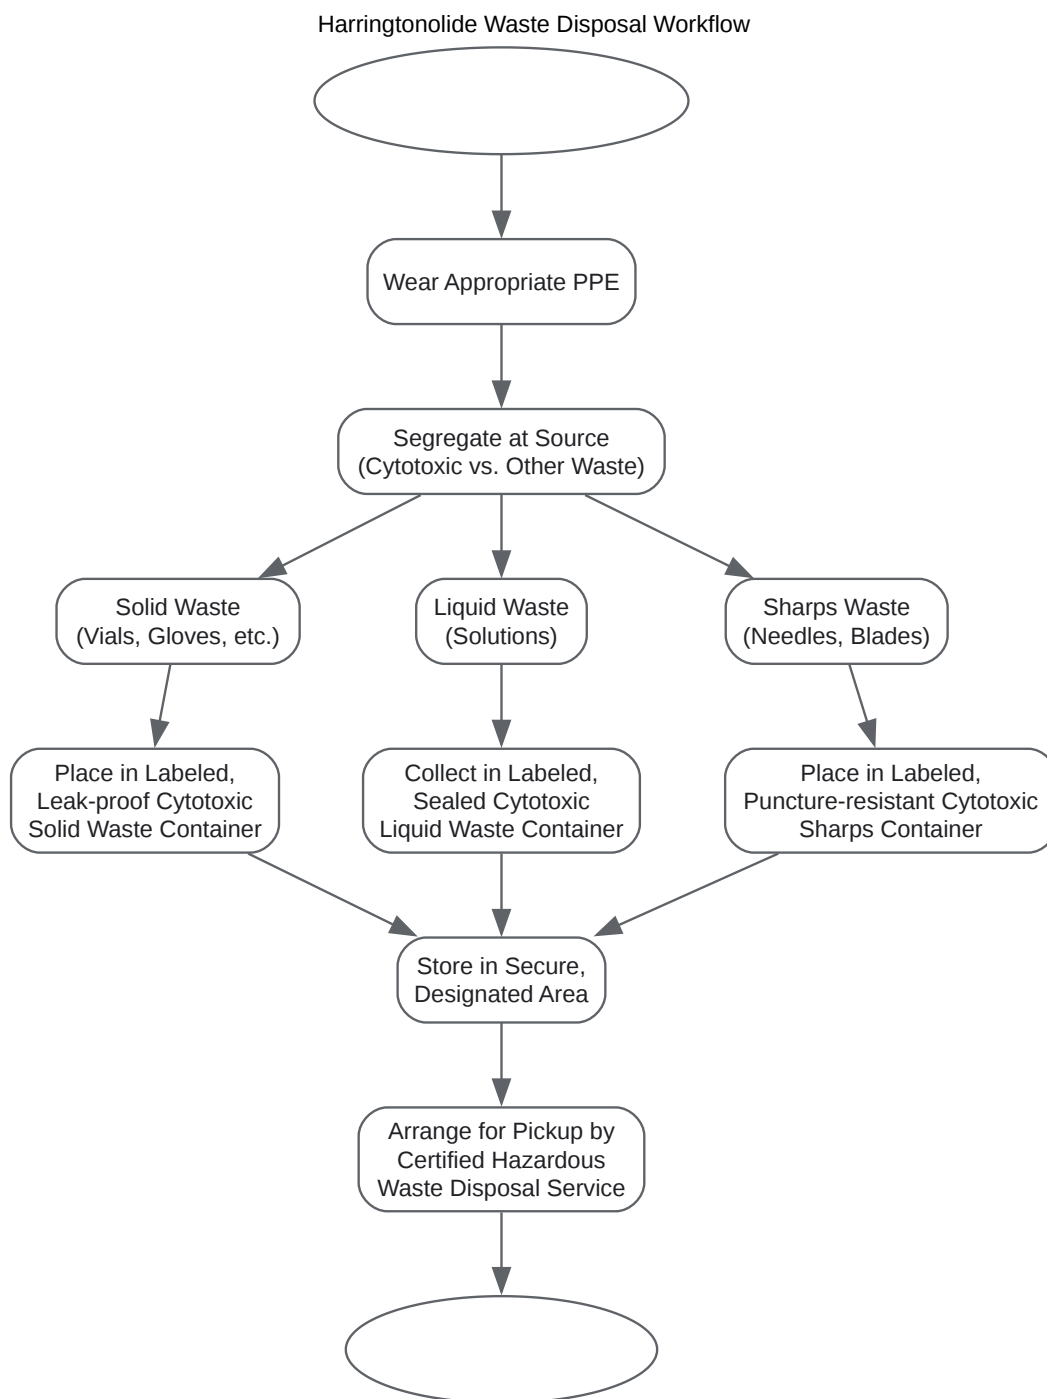 Harringtonolide Waste Disposal Workflow
Wear Appropriate PPE
Segregate at Source
(Cytotoxic vs. Other Waste)
Solid Waste
(Vials, Gloves, etc.)
Liquid Waste
(Solutions)
Sharps Waste
(Needles, Blades)
Place in Labeled,
Leak-proof Cytotoxic
Solid Waste Container
Collect in Labeled,
Sealed Cytotoxic
Liquid Waste Container
Place in Labeled,
Puncture-resistant Cytotoxic
Sharps Container
Store in Secure,
Designated Area
Arrange for Pickup by
Certified Hazardous
Waste Disposal Service